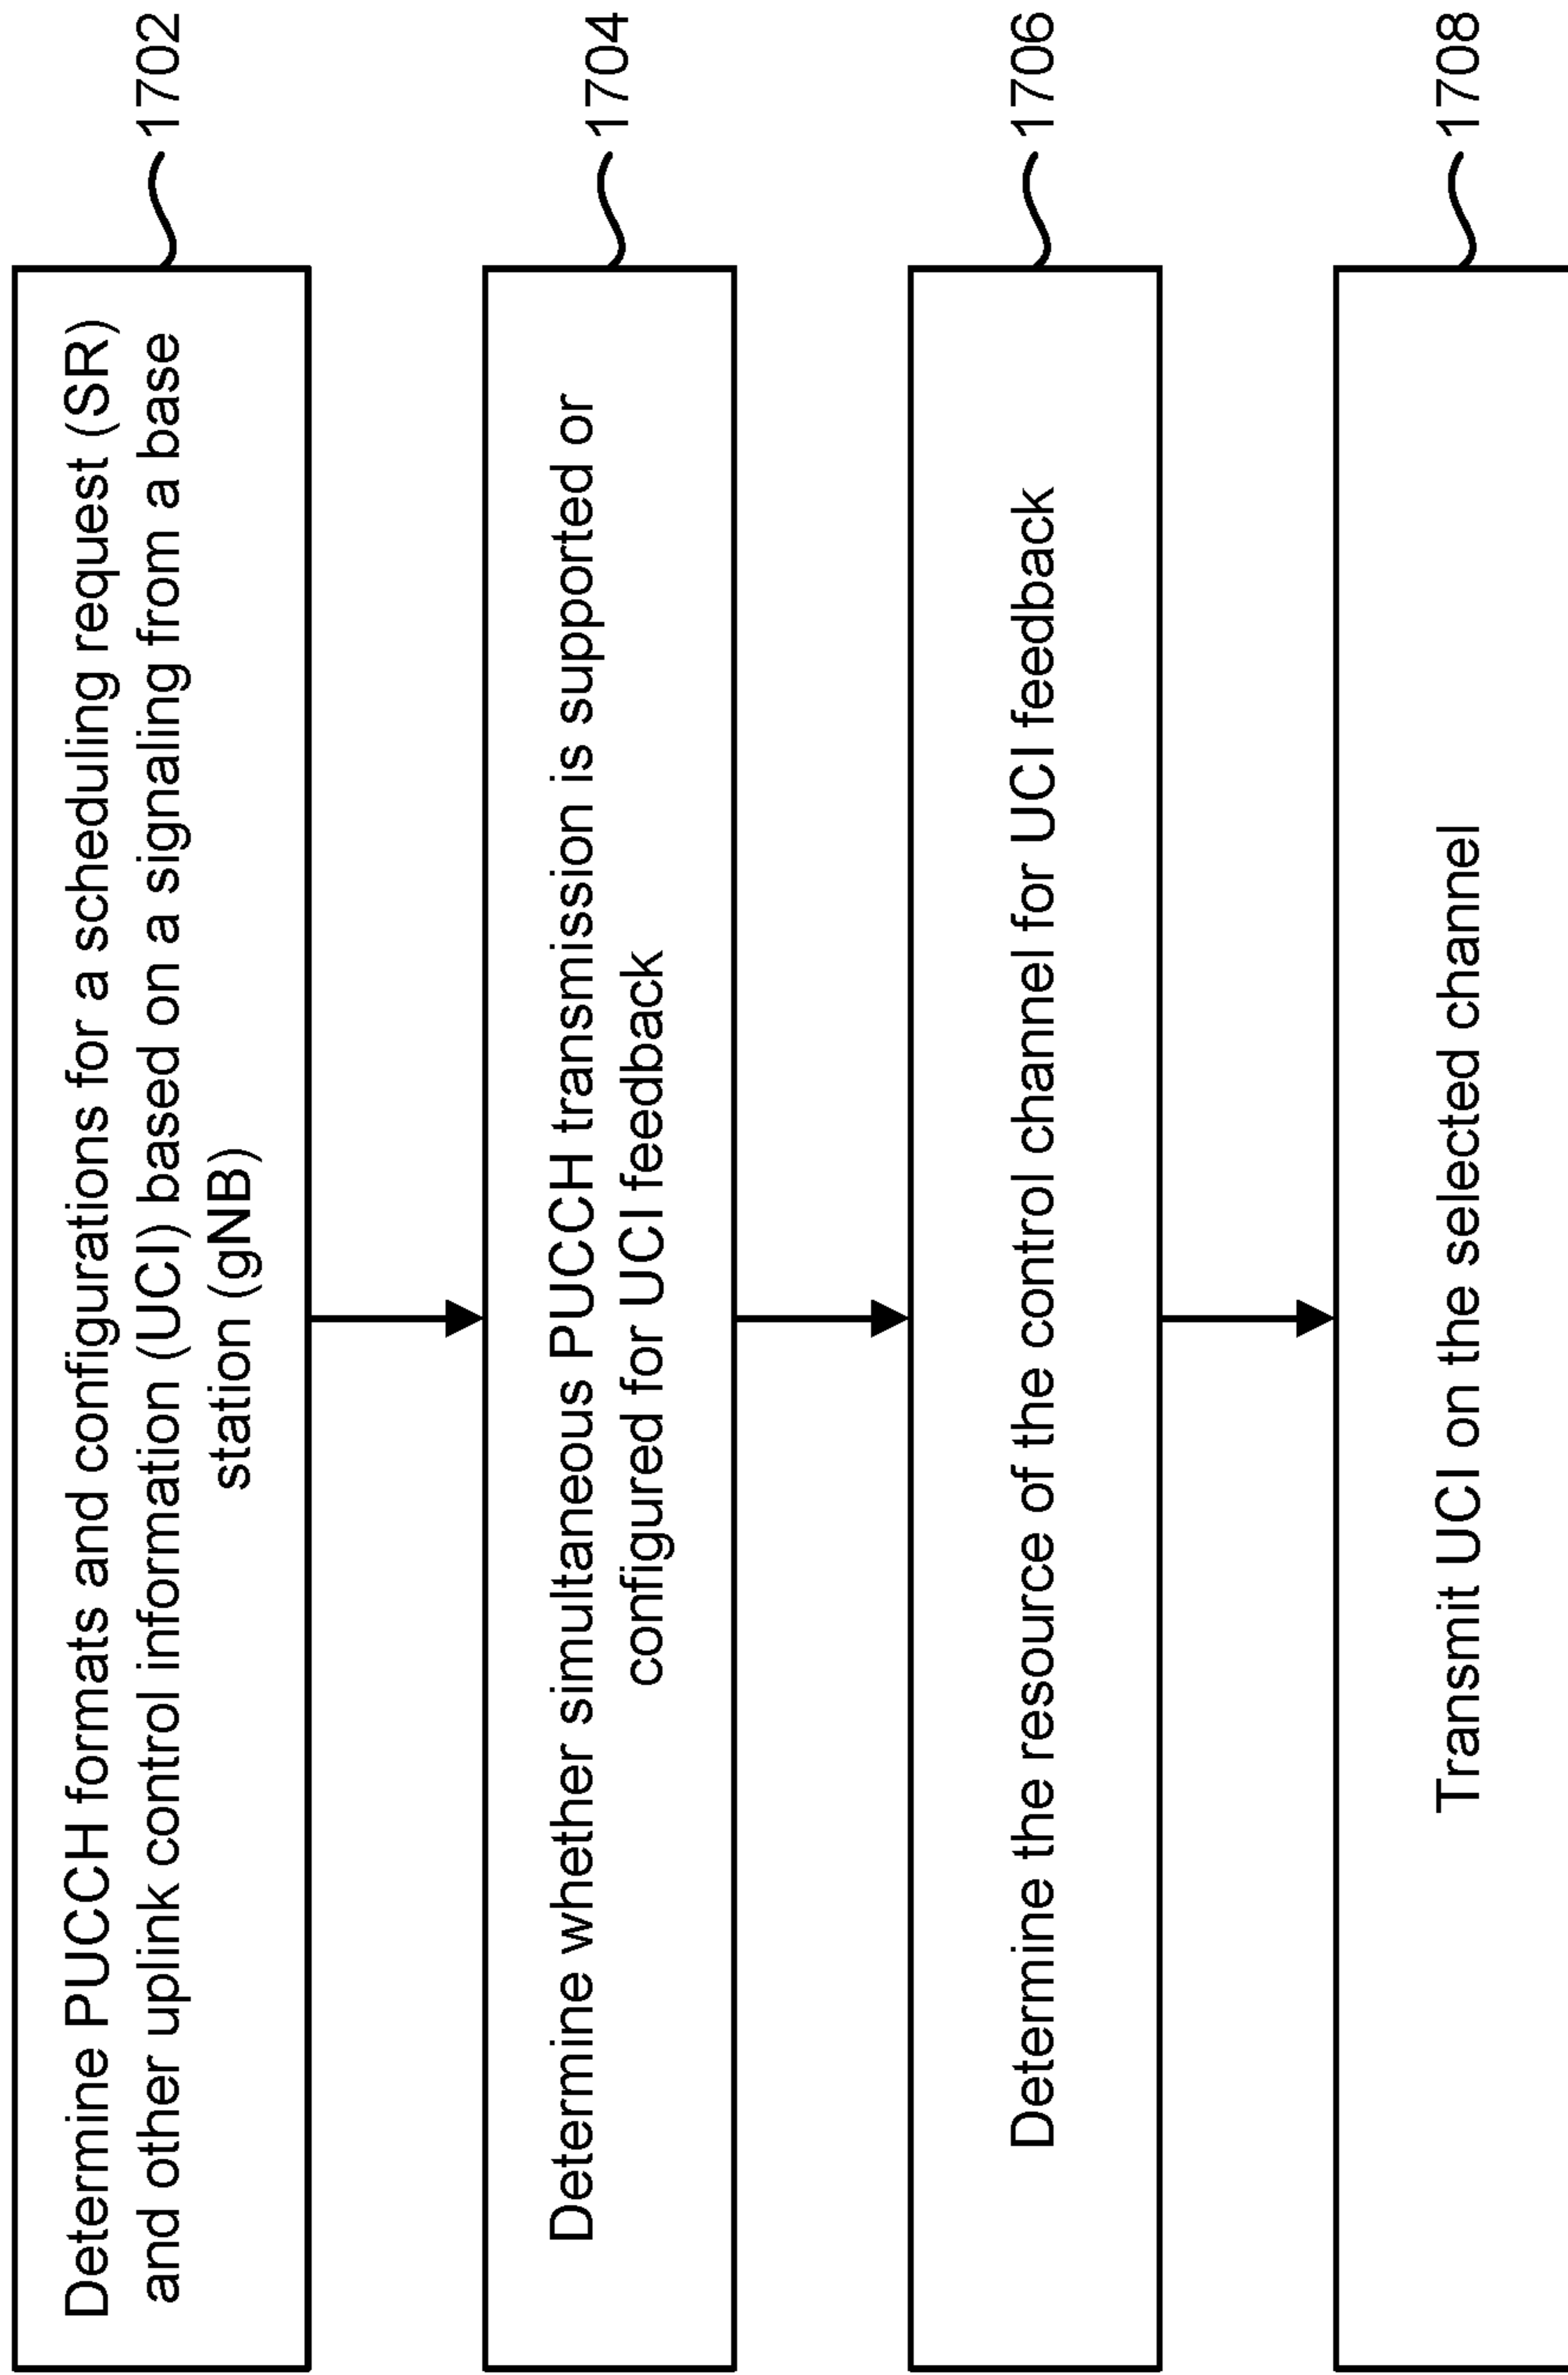 Determine PUCCH formats and configurations for a scheduling request (SR)
and other uplink control information (UCI) based on a signaling from a base
station (gNB)
1702
Determine whether simultaneous PUCCH transmission is supported or
configured for UCI feedback
1704
Determine the resource of the control channel for UCI feedback
1706
Transmit UCI on the selected channel
1708